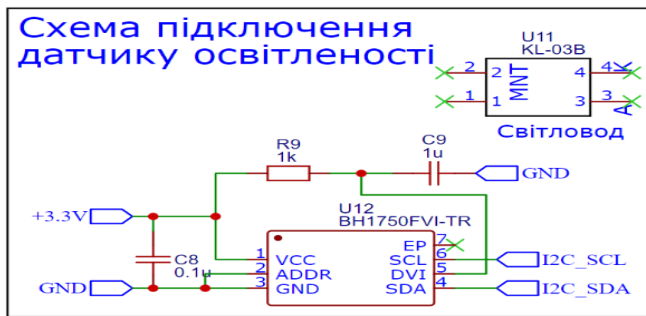 Схема підключення
датчику освітленості
U11
KL-03B
2 2 MNT 4 4 K
1 1 3 3 A
Світловод
R9
1k
C9
1u
GND
+3.3V
U12
BH1750FVI-TR
EP 7
1 VCC SCL 6 I2C_SCL
C8
0.1u
2 ADDR DVI 5
GND 3 GND SDA 4 I2C_SDA